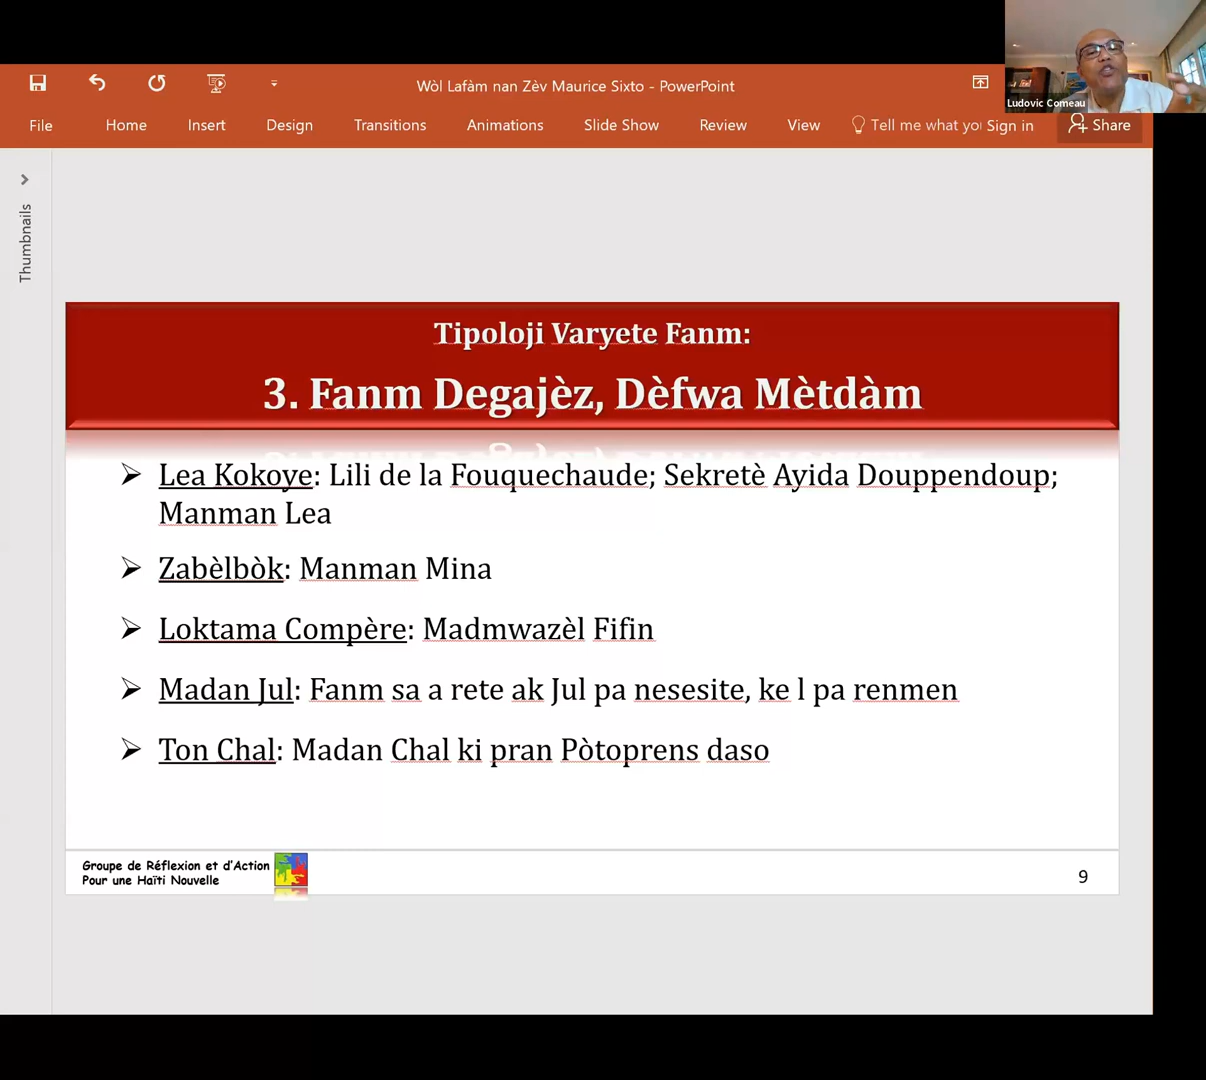 Wòl Lafàm nan Zèv Maurice Sixto - PowerPoint
Ludovic Comeau
File Home Insert Design Transitions Animations Slide Show Review View Tell me what yo Sign in Share
Thumbnails
Tipoloji Varyete Fanm:
3. Fanm Degajèz, Dèfwa Mètdàm
Lea Kokoye: Lili de la Fouquechaude; Sekretè Ayida Douppendoup;
Manman Lea
Zabèlbòk: Manman Mina
Loktama Compère: Madmwazèl Fifin
Madan Jul: Fanm sa a rete ak Jul pa nesesite, ke l pa renmen
Ton Chal: Madan Chal ki pran Pòtoprens daso
Groupe de Réflexion et d'Action
Pour une Haïti Nouvelle
9